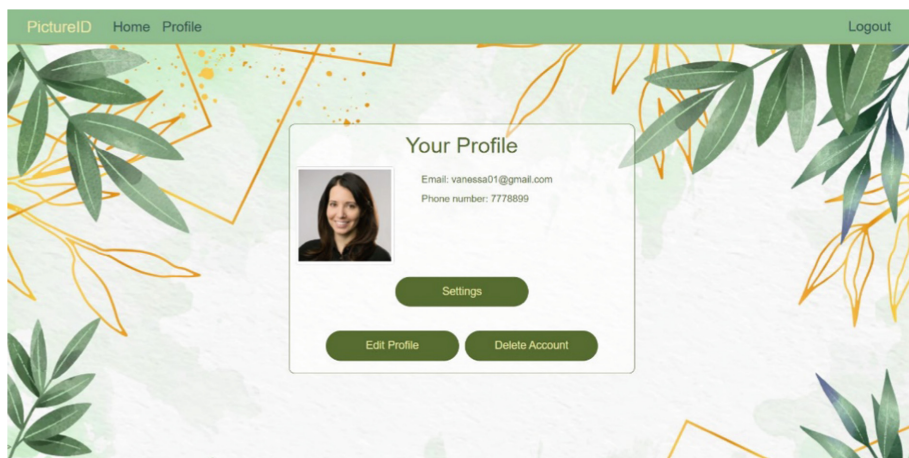 PictureID Home Profile Logout
Your Profile
Email: vanessa01@gmail.com
Phone number: 7778899
Settings
Edit Profile Delete Account